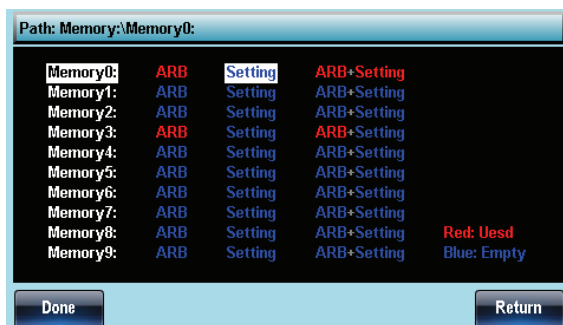 Path: Memory:\Memory0:
Memory0: ARB Setting ARB+Setting
Memory1: ARB Setting ARB+Setting
Memory2: ARB Setting ARB+Setting
Memory3: ARB Setting ARB+Setting
Memory4: ARB Setting ARB+Setting
Memory5: ARB Setting ARB+Setting
Memory6: ARB Setting ARB+Setting
Memory7: ARB Setting ARB+Setting
Memory8: ARB Setting ARB+Setting Red: Uesd
Memory9: ARB Setting ARB+Setting Blue: Empty
Done Return